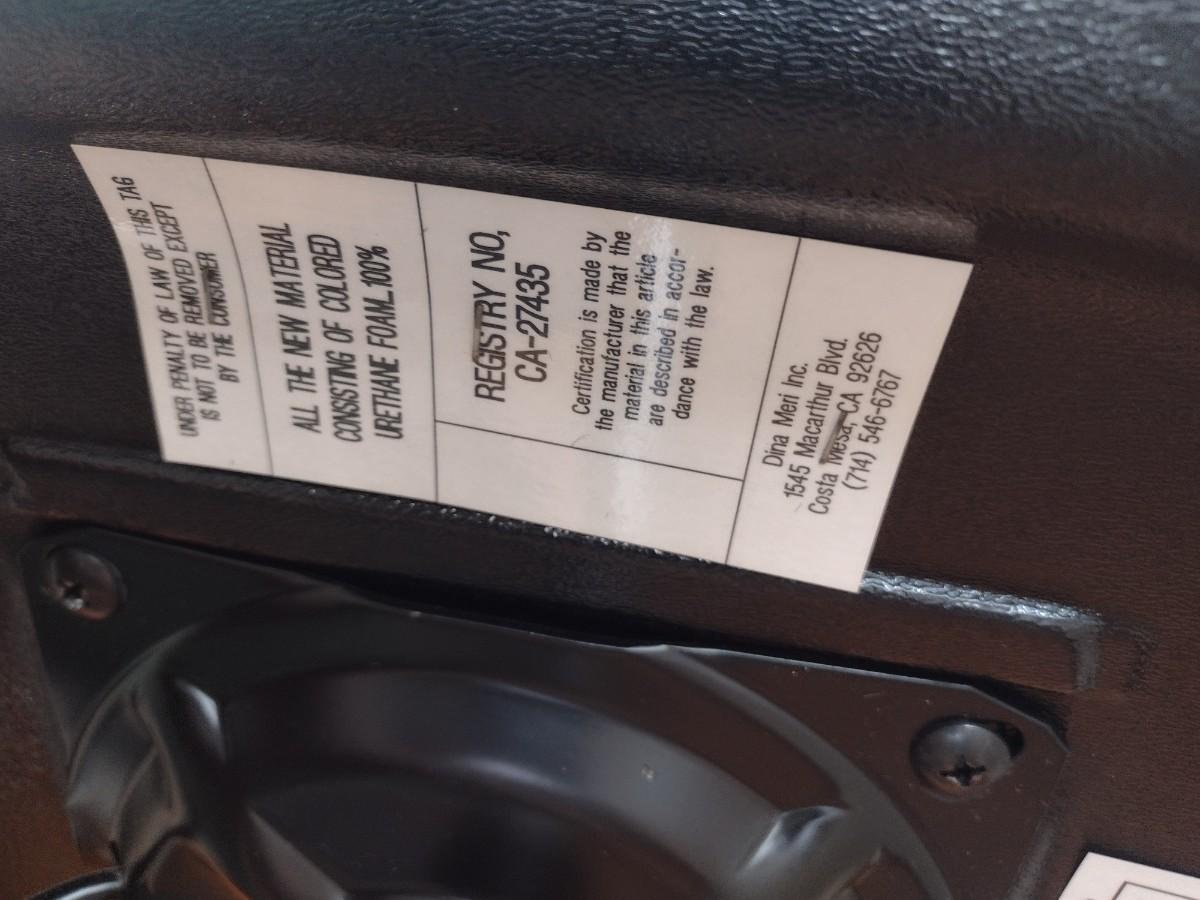 UNDER PENALTY OF LAW OF THIS TAG
IS NOT TO BE REMOVED EXCEPT
BY THE CONSUMER
ALL THE NEW MATERIAL
CONSISTING OF COLORED
URETHANE FOAM...100%
REGISTRY NO,
CA-27435
Certification is made by
the manufacturer that the
material in this article
are described in accor-
dance with the law.
Dina Meri Inc.
1545 Macarthur Blvd.
Costa Mesa, CA 92626
(714) 546-6767